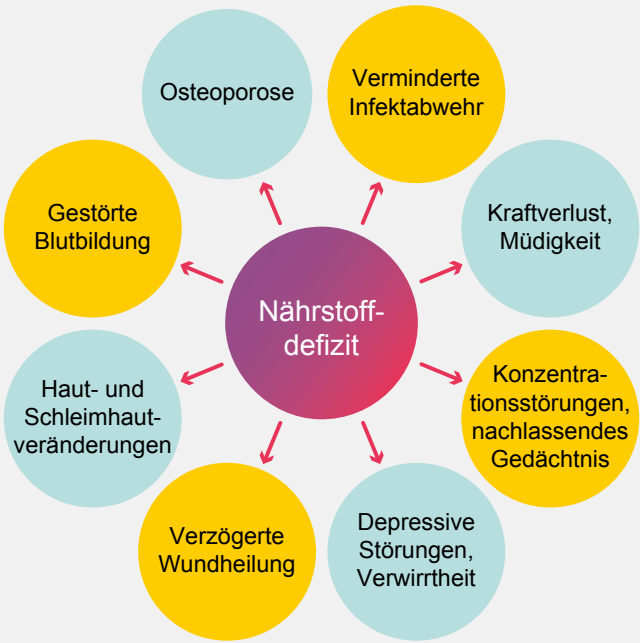 Osteoporose
Verminderte
Infektabwehr
Gestörte
Blutbildung
Kraftverlust,
Müdigkeit
Nährstoff-
defizit
Haut- und
Schleimhaut-
veränderungen
Konzentra-
tionsstörungen,
nachlassendes
Gedächtnis
Verzögerte
Wundheilung
Depressive
Störungen,
Verwirrtheit